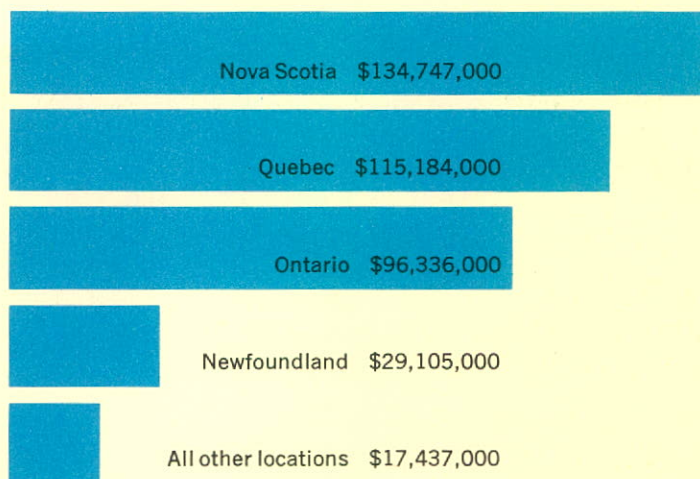 Nova Scotia $134,747,000
Quebec $115,184,000
Ontario $96,336,000
Newfoundland $29,105,000
All other locations $17,437,000